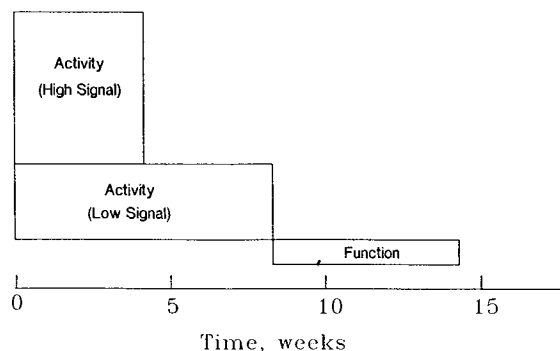 Activity
(High Signal)
Activity
(Low Signal)
Function
0 5 10 15
Time, weeks